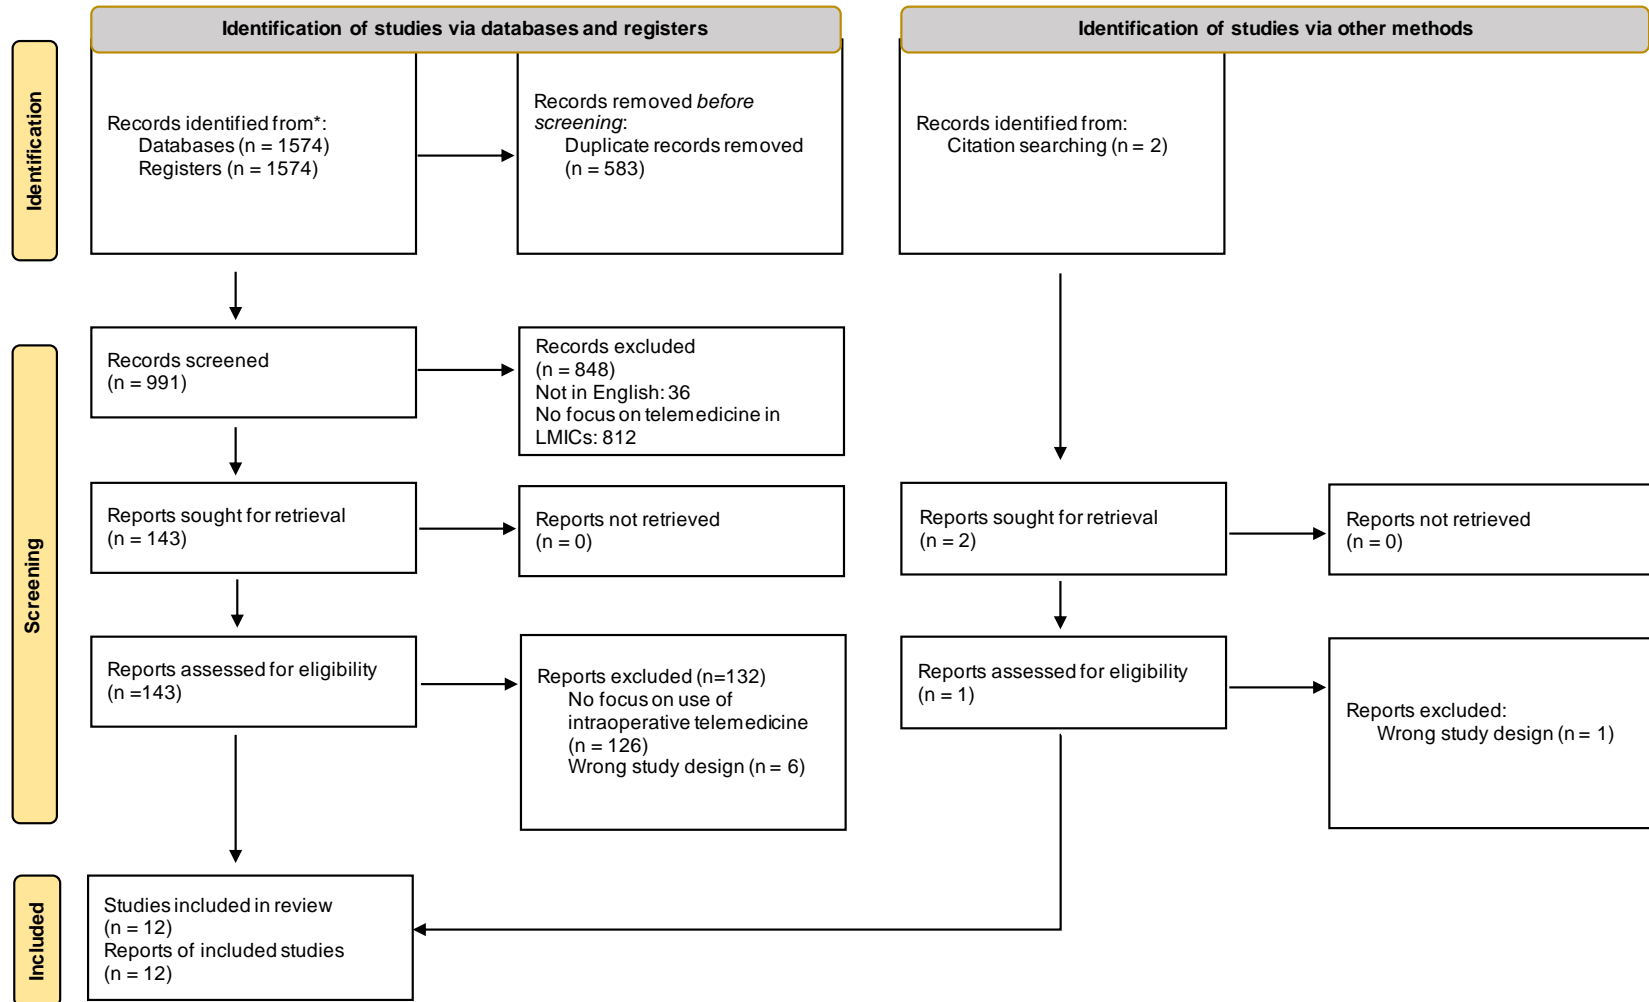 Identification of studies via databases and registers
Identification of studies via other methods
Identification
Records identified from*:
Databases (n = 1574)
Registers (n = 1574)
Records removed before
screening:
Duplicate records removed
(n = 583)
Records identified from:
Citation searching (n = 2)
Screening
Records screened
(n = 991)
Records excluded
(n = 848)
Not in English: 36
No focus on telemedicine in
LMICs: 812
Reports sought for retrieval
(n = 143)
Reports not retrieved
(n = 0)
Reports sought for retrieval
(n = 2)
Reports not retrieved
(n = 0)
Reports assessed for eligibility
(n =143)
Reports excluded (n=132)
No focus on use of
intraoperative telemedicine
(n = 126)
Wrong study design (n = 6)
Reports assessed for eligibility
(n = 1)
Reports excluded:
Wrong study design (n = 1)
Included
Studies included in review
(n = 12)
Reports of included studies
(n = 12)